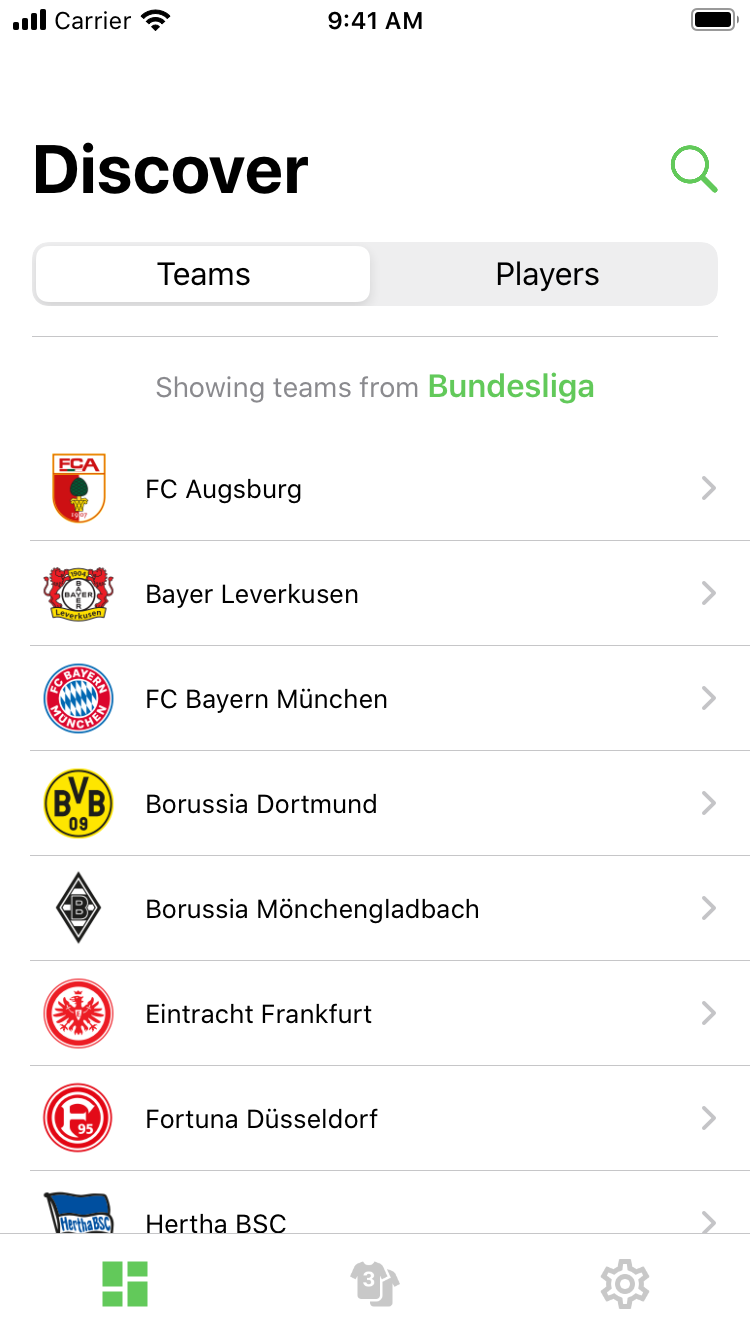 Carrier 9:41 AM
Discover
Teams Players
Showing teams from Bundesliga
FCA
1907
FC Augsburg
1904
BAYER
BAYER
Leverkusen
Bayer Leverkusen
FC BAYERN
MÜNCHEN
FC Bayern München
BVB
09
Borussia Dortmund
B
Borussia Mönchengladbach
Eintracht Frankfurt
F
95
Fortuna Düsseldorf
Hertha BSC
Hertha BSC
3